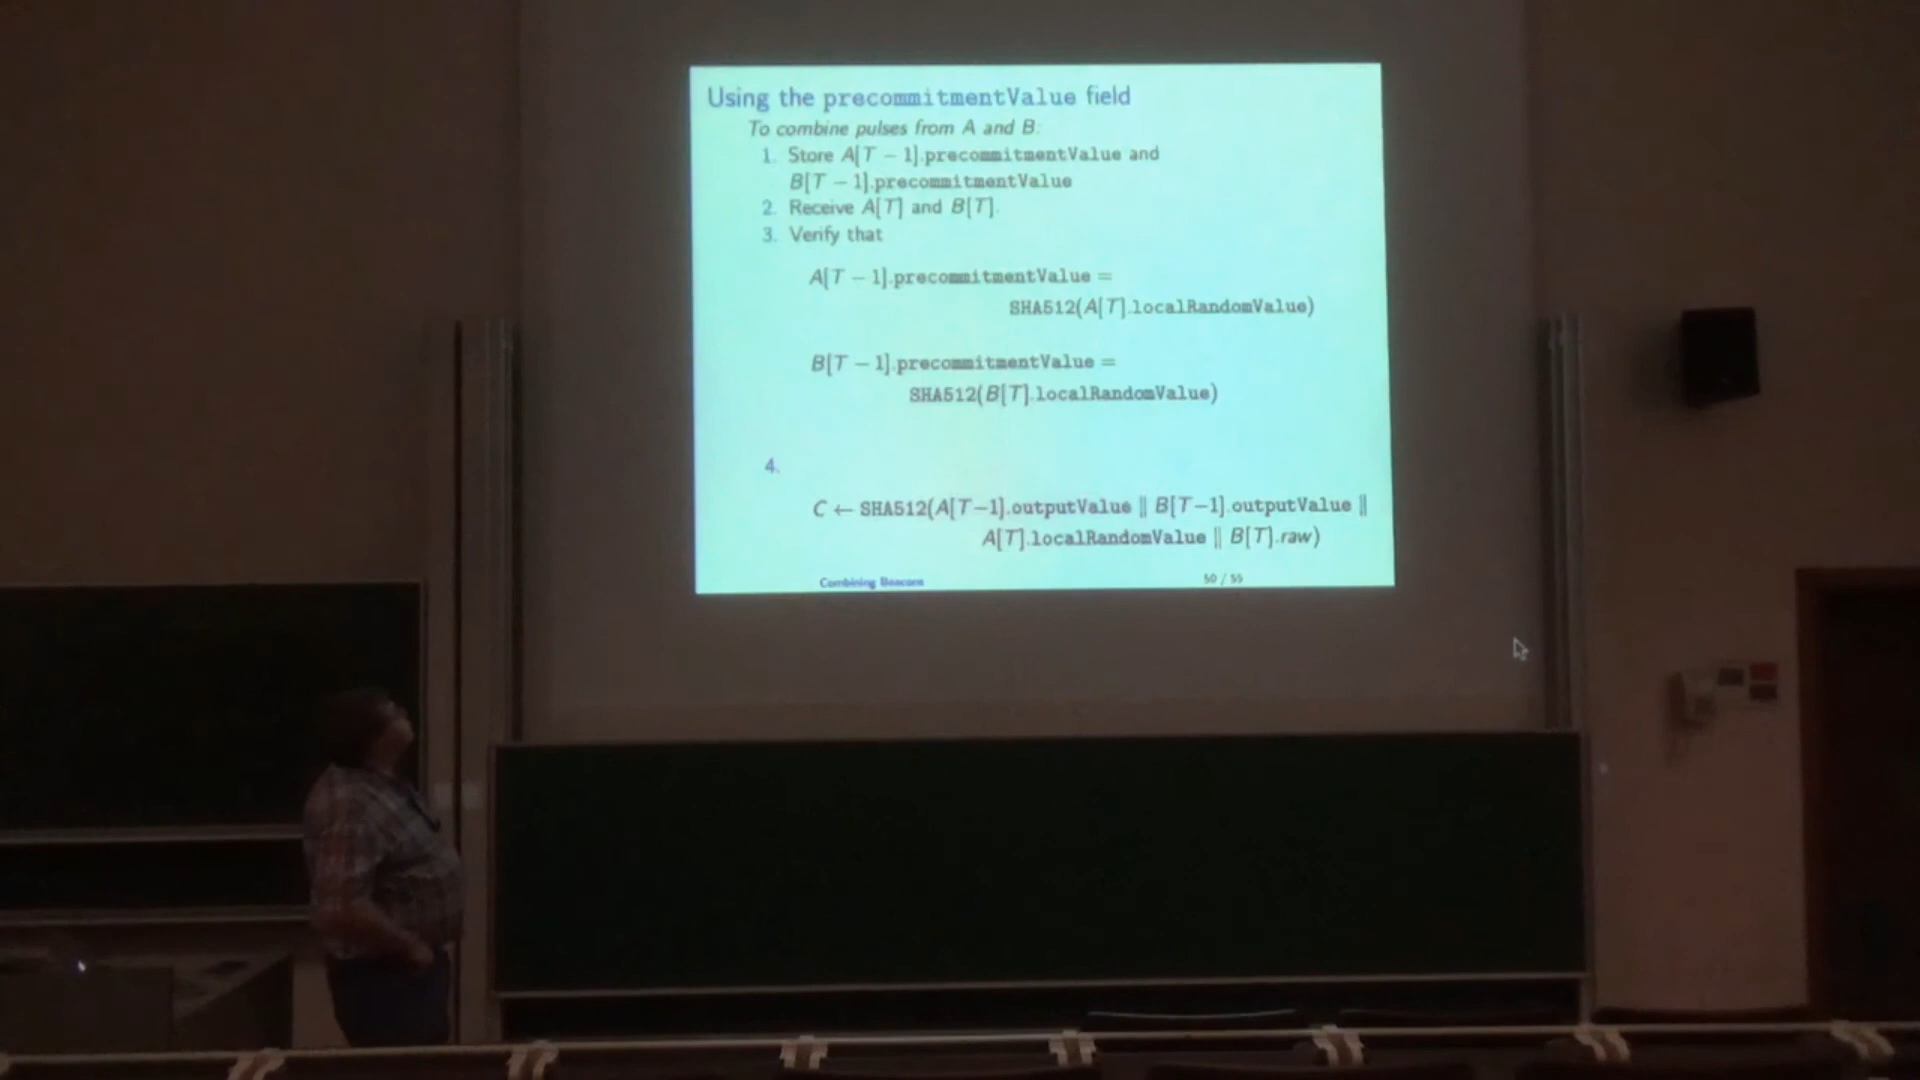 Using the precommitmentValue field
To combine pulses from A and B:
1. Store A[T − 1].precommitmentValue and
B[T − 1].precommitmentValue
2. Receive A[T] and B[T].
3. Verify that
A[T − 1].precommitmentValue =
SHA512(A[T].localRandomValue)
B[T − 1].precommitmentValue =
SHA512(B[T].localRandomValue)
4.
C ← SHA512(A[T−1].outputValue ∥ B[T−1].outputValue ∥
A[T].localRandomValue ∥ B[T].raw)
Combining Beacons 50 / 55